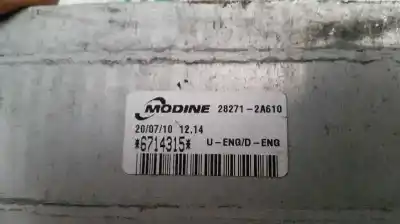 MODINE 28271-2A610
20/07/10 12.14
*6714315* U-ENG/D-ENG